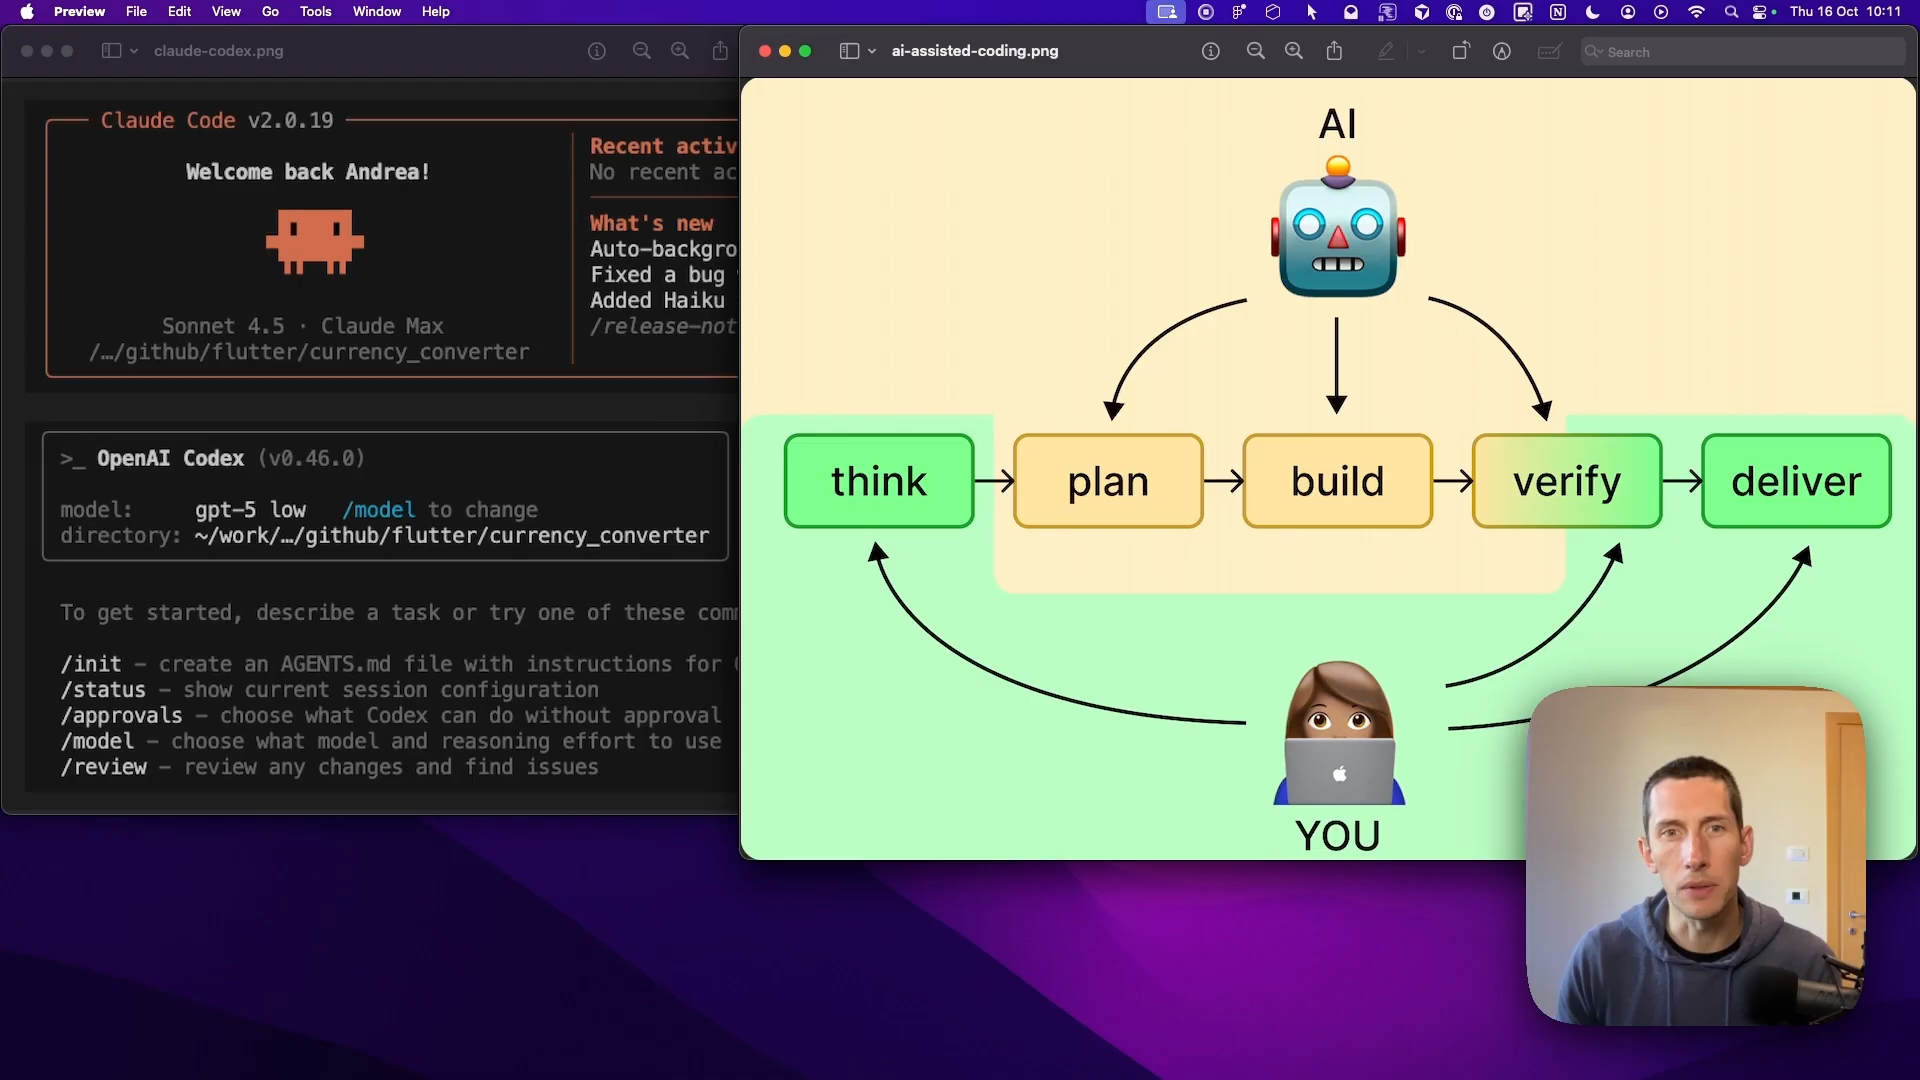 Preview File Edit View Go Tools Window Help
Thu 16 Oct 10:11
claude-codex.png
Claude Code v2.0.19
Welcome back Andrea!
Sonnet 4.5 · Claude Max
/…/github/flutter/currency_converter
Recent activ
No recent ac
What's new
Auto-backgro
Fixed a bug
Added Haiku
/release-not
>_ OpenAI Codex (v0.46.0)
model: gpt-5 low /model to change
directory: ~/work/…/github/flutter/currency_converter
To get started, describe a task or try one of these com
/init – create an AGENTS.md file with instructions for
/status – show current session configuration
/approvals – choose what Codex can do without approval
/model – choose what model and reasoning effort to use
/review – review any changes and find issues
ai-assisted-coding.png
Search
AI
think
plan
build
verify
deliver
YOU